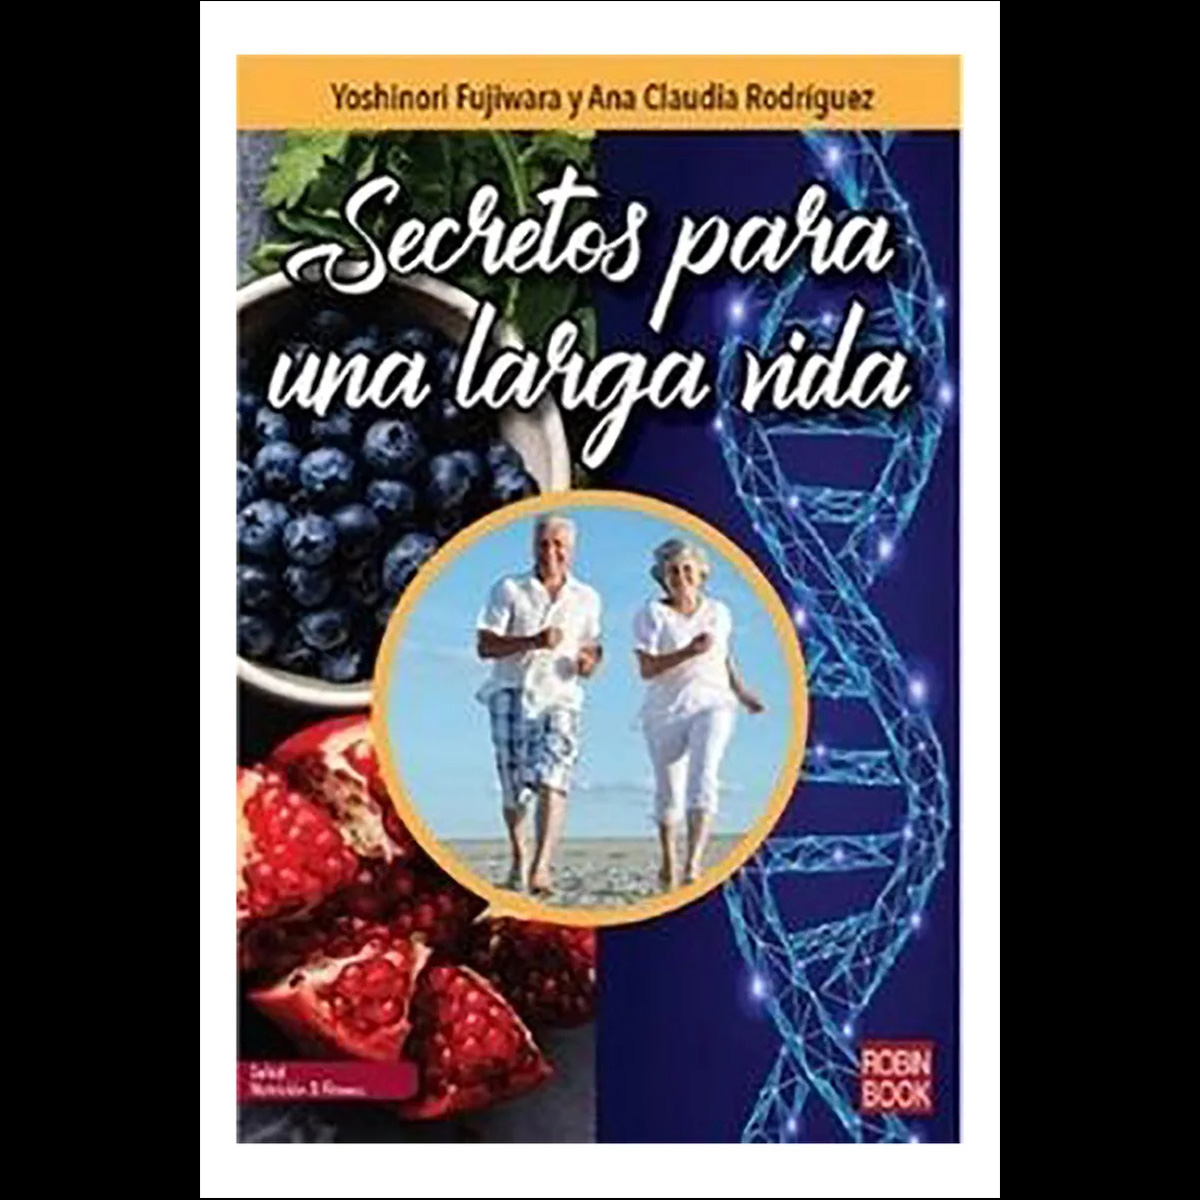 Yoshinori Fujiwara y Ana Claudia Rodríguez
Secretos para
una larga vida
Salud
Nutrición & Fitness
ROBIN
BOOK